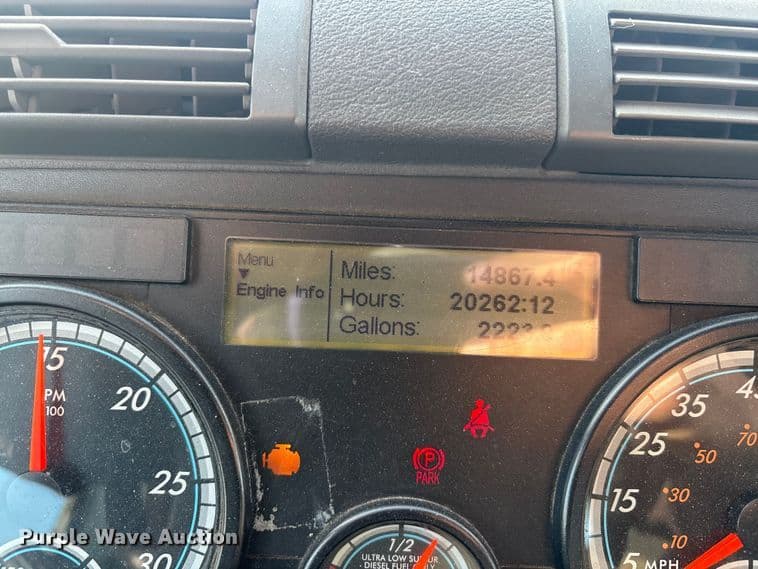 Menu
Engine Info
Miles: 14867.4
Hours: 20262:12
Gallons:
15
20
25
30
PM
100
PARK
1/2
ULTRA LOW SULFUR
DIESEL FUEL ONLY
5 MPH
15
25
35
10
30
50
70
Purple Wave Auction